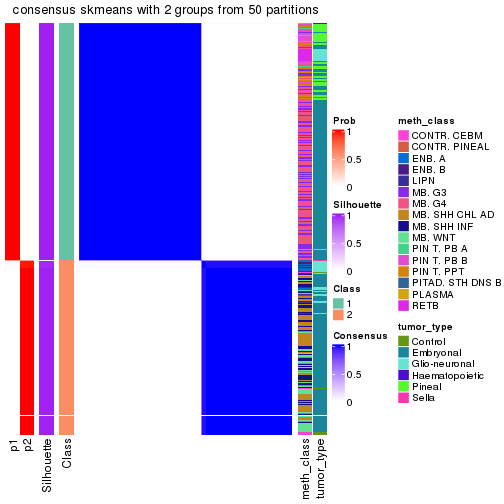 consensus skmeans with 2 groups from 50 partitions
Prob
1
0.5
0
Silhouette
1
0.5
0
Class
1
2
Consensus
1
0.5
0
meth_class
CONTR. CEBM
CONTR. PINEAL
ENB. A
ENB. B
LIPN
MB. G3
MB. G4
MB. SHH CHL AD
MB. SHH INF
MB. WNT
PIN T. PB A
PIN T. PB B
PIN T. PPT
PITAD. STH DNS B
PLASMA
RETB
tumor_type
Control
Embryonal
Glio-neuronal
Haematopoietic
Pineal
Sella
p1
p2
Silhouette
Class
meth_class
tumor_type